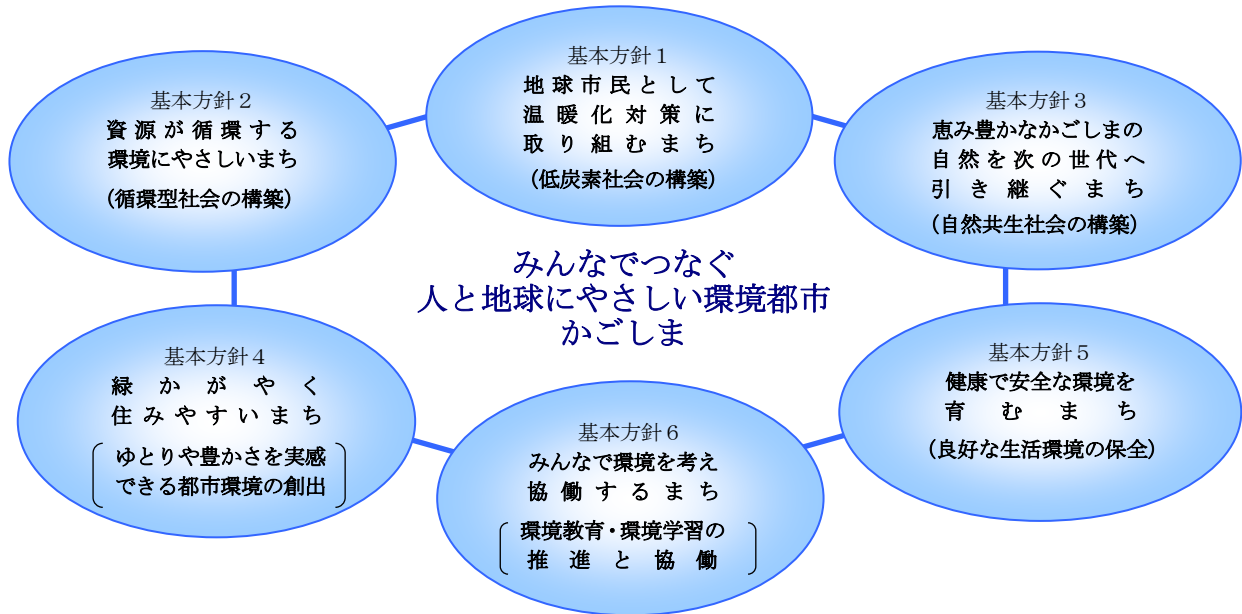 基本方針１
地球市民として
温暖化対策に
取り組むまち
(低炭素社会の構築)
基本方針２
資源が循環する
環境にやさしいまち
(循環型社会の構築)
基本方針３
恵み豊かなかごしまの
自然を次の世代へ
引き継ぐまち
(自然共生社会の構築)
みんなでつなぐ
人と地球にやさしい環境都市
かごしま
基本方針４
緑かがやく
住みやすいまち
ゆとりや豊かさを実感
できる都市環境の創出
基本方針５
健康で安全な環境を
育むまち
(良好な生活環境の保全)
基本方針６
みんなで環境を考え
協働するまち
環境教育・環境学習の
推進と協働